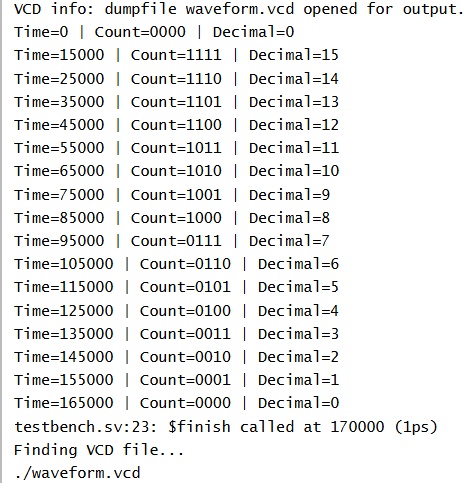 VCD info: dumpfile waveform.vcd opened for output.
Time=0 | Count=0000 | Decimal=0
Time=15000 | Count=1111 | Decimal=15
Time=25000 | Count=1110 | Decimal=14
Time=35000 | Count=1101 | Decimal=13
Time=45000 | Count=1100 | Decimal=12
Time=55000 | Count=1011 | Decimal=11
Time=65000 | Count=1010 | Decimal=10
Time=75000 | Count=1001 | Decimal=9
Time=85000 | Count=1000 | Decimal=8
Time=95000 | Count=0111 | Decimal=7
Time=105000 | Count=0110 | Decimal=6
Time=115000 | Count=0101 | Decimal=5
Time=125000 | Count=0100 | Decimal=4
Time=135000 | Count=0011 | Decimal=3
Time=145000 | Count=0010 | Decimal=2
Time=155000 | Count=0001 | Decimal=1
Time=165000 | Count=0000 | Decimal=0
testbench.sv:23: $finish called at 170000 (1ps)
Finding VCD file...
./waveform.vcd